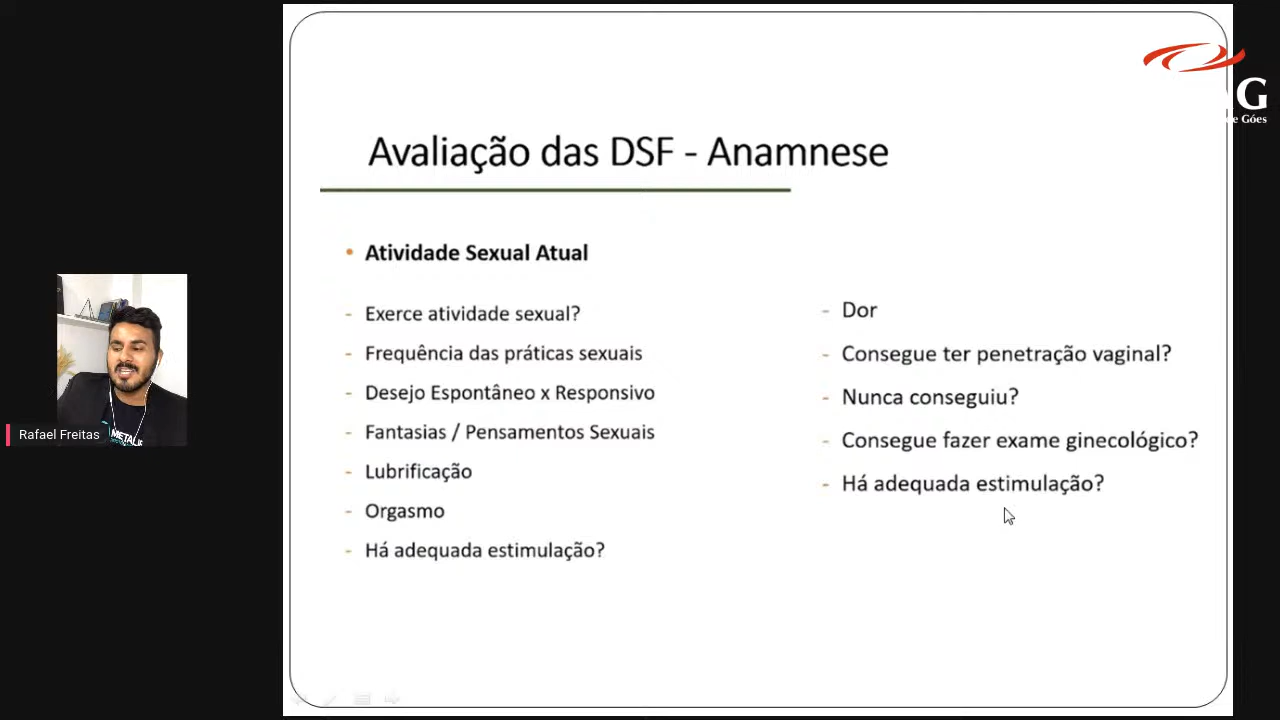 Avaliação das DSF - Anamnese
• Atividade Sexual Atual
- Exerce atividade sexual?
- Frequência das práticas sexuais
- Desejo Espontâneo x Responsivo
- Fantasias / Pensamentos Sexuais
- Lubrificação
- Orgasmo
- Há adequada estimulação?
- Dor
- Consegue ter penetração vaginal?
- Nunca conseguiu?
- Consegue fazer exame ginecológico?
- Há adequada estimulação?
Rafael Freitas
G
e Góes